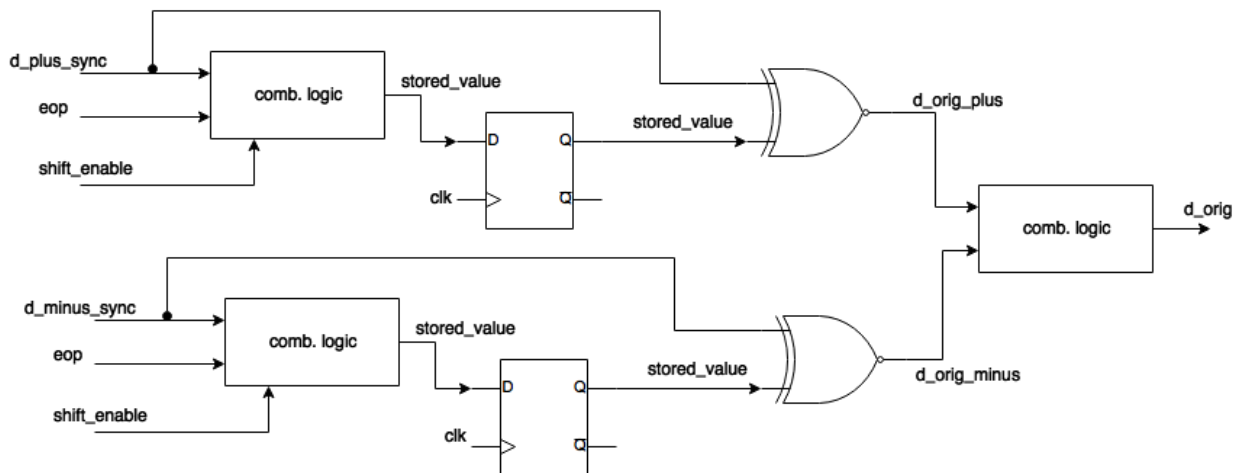 d_plus_sync
eop
shift_enable
comb. logic
stored_value
D
Q
clk
Q
stored_value
d_orig_plus
comb. logic
d_orig
d_minus_sync
eop
shift_enable
comb. logic
stored_value
D
Q
clk
Q
stored_value
d_orig_minus